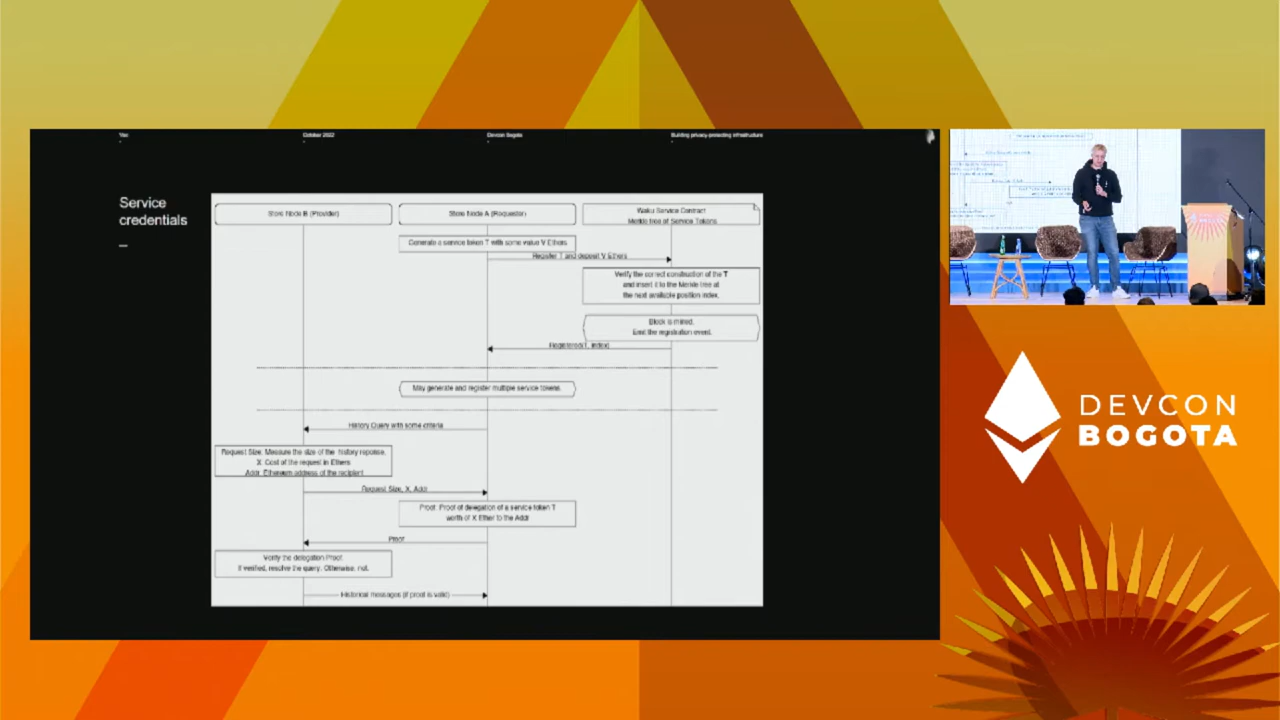 Yac
October 2022
Devcon Bogota
Building privacy-protecting infrastructure
Service
credentials
Store Node B (Provider)
Store Node A (Requester)
Waku Service Contract
Merkle tree of Service Tokens
Generate a service token T with some value V Ethers
Register T and deposit V Ethers
Verify the correct construction of the T
and insert it to the Merkle tree at
the next available position index.
Block is mined.
Emit the registration event.
Registered(T, index)
May generate and register multiple service tokens.
History Query with some criteria
Request Size: Measure the size of the history reponse.
X: Cost of the request in Ethers
Addr: Ethereum address of the recipient
Request Size, X, Addr
Proof: Proof of delegation of a service token T
worth of X Ether to the Addr
Proof
Verify the delegation Proof.
If verified, resolve the query. Otherwise, not.
Historical messages (if proof is valid)
DEVCON
BOGOTA